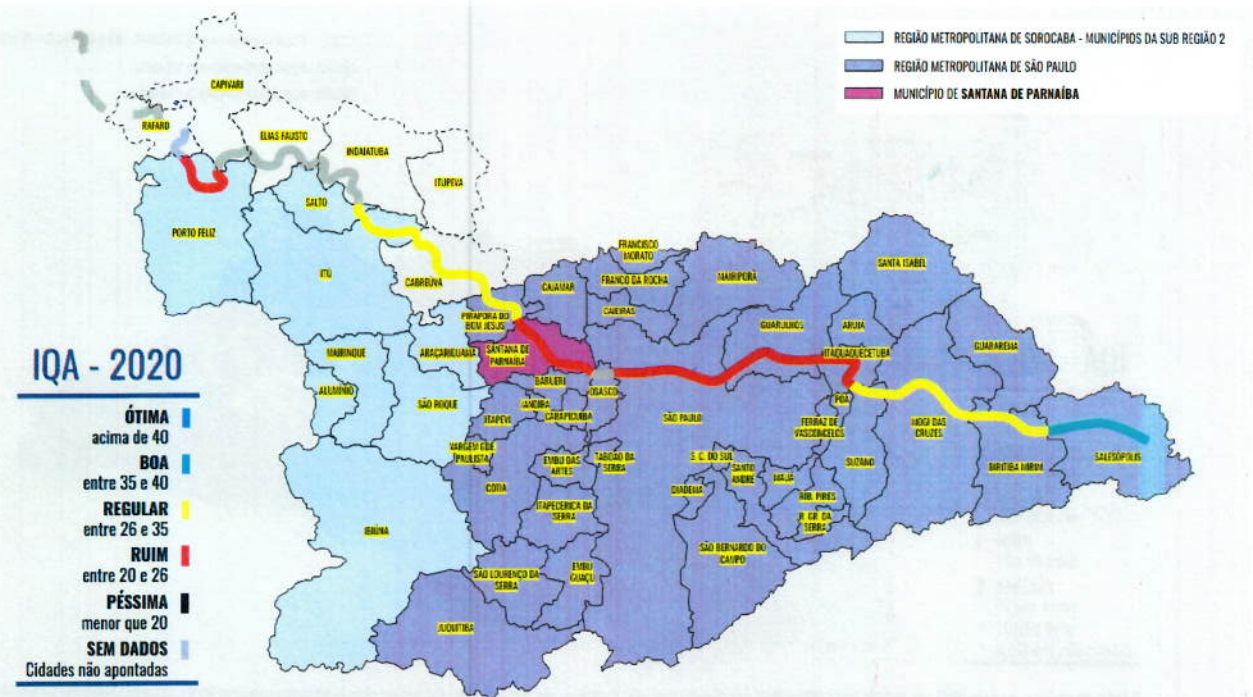 REGIÃO METROPOLITANA DE SOROCABA - MUNICÍPIOS DA SUB REGIÃO 2
REGIÃO METROPOLITANA DE SÃO PAULO
MUNICÍPIO DE SANTANA DE PARNAÍBA
CAPIVARI
RAFARD
ELIAS FAUSTO
INDAIATUBA
ITUPEVA
SALTO
PORTO FELIZ
ITÚ
CABREÚVA
FRANCISCO
MORATO
SANTA ISABEL
CAJAMAR
FRANCO DA ROCHA
MAIRIPORÃ
CAIEIRAS
PIRAPORA DO
BOM JESUS
GUARULHOS
ARUJÁ
GUARAREMA
MAIRINQUE
ARAÇARIGUAMA
SANTANA DE
PARNAÍBA
ITAQUAQUECETUBA
BARUERI
OSASCO
ALUMÍNIO
SÃO ROQUE
JANDIRA
CARAPICUÍBA
ITAPEVI
SÃO PAULO
POÁ
FERRAZ DE
VASCONCELOS
MOGI DAS
CRUZES
VARGEM GDE
PAULISTA
EMBU DAS
ARTES
TABOÃO DA
SERRA
S. C. DO SUL
SANTO
ANDRÉ
MAUÁ
SUZANO
BIRITIBA MIRIM
SALESÓPOLIS
COTIA
DIADEMA
RIB. PIRES
ITAPECERICA DA
SERRA
R. GR. DA
SERRA
IBIÚNA
SÃO BERNARDO DO
CAMPO
SÃO LOURENÇO DA
SERRA
EMBU
GUAÇU
JUQUITIBA
IQA - 2020
ÓTIMA
acima de 40
BOA
entre 35 e 40
REGULAR
entre 26 e 35
RUIM
entre 20 e 26
PÉSSIMA
menor que 20
SEM DADOS
Cidades não apontadas